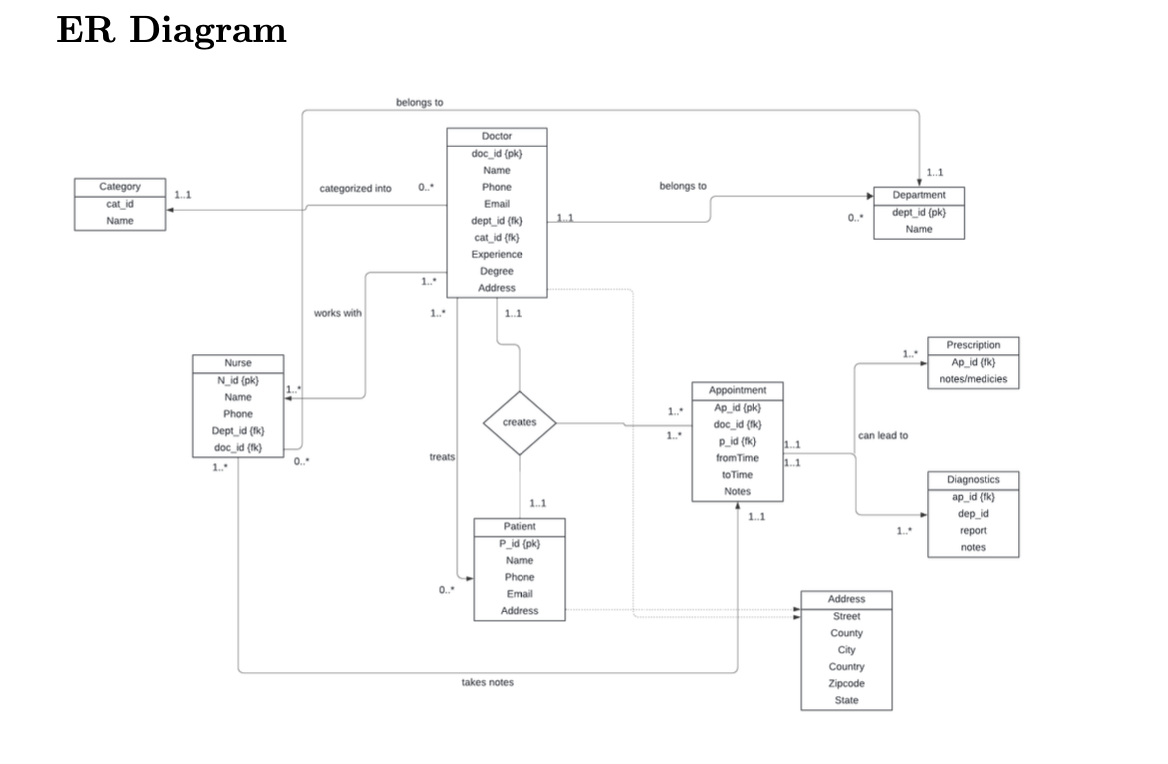 ER Diagram
belongs to
Doctor
doc_id {pk}
Name
Phone
Email
dept_id {fk}
cat_id {fk}
Experience
Degree
Address
Category
cat_id
Name
1..1
categorized into
0..*
belongs to
1..1
1..1
Department
dept_id {pk}
Name
0..*
1..*
works with
1..*
1..1
Nurse
N_id {pk}
Name
Phone
Dept_id {fk}
doc_id {fk}
1..*
1..*
0..*
creates
treats
1..1
Patient
P_id {pk}
Name
Phone
Email
Address
0..*
1..*
1..*
Appointment
Ap_id {pk}
doc_id {fk}
p_id {fk}
fromTime
toTime
Notes
1..1
1..1
1..1
can lead to
1..*
Prescription
Ap_id {fk}
notes/medicies
Diagnostics
ap_id {fk}
dep_id
report
notes
1..*
Address
Street
County
City
Country
Zipcode
State
takes notes